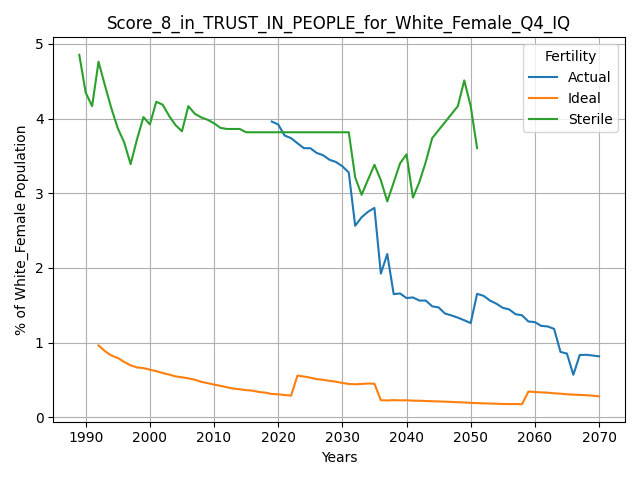 Score_8_in_TRUST_IN_PEOPLE_for_White_Female_Q4_IQ
Fertility
Actual
Ideal
Sterile
% of White_Female Population
5
4
3
2
1
0
1990 2000 2010 2020 2030 2040 2050 2060 2070
Years